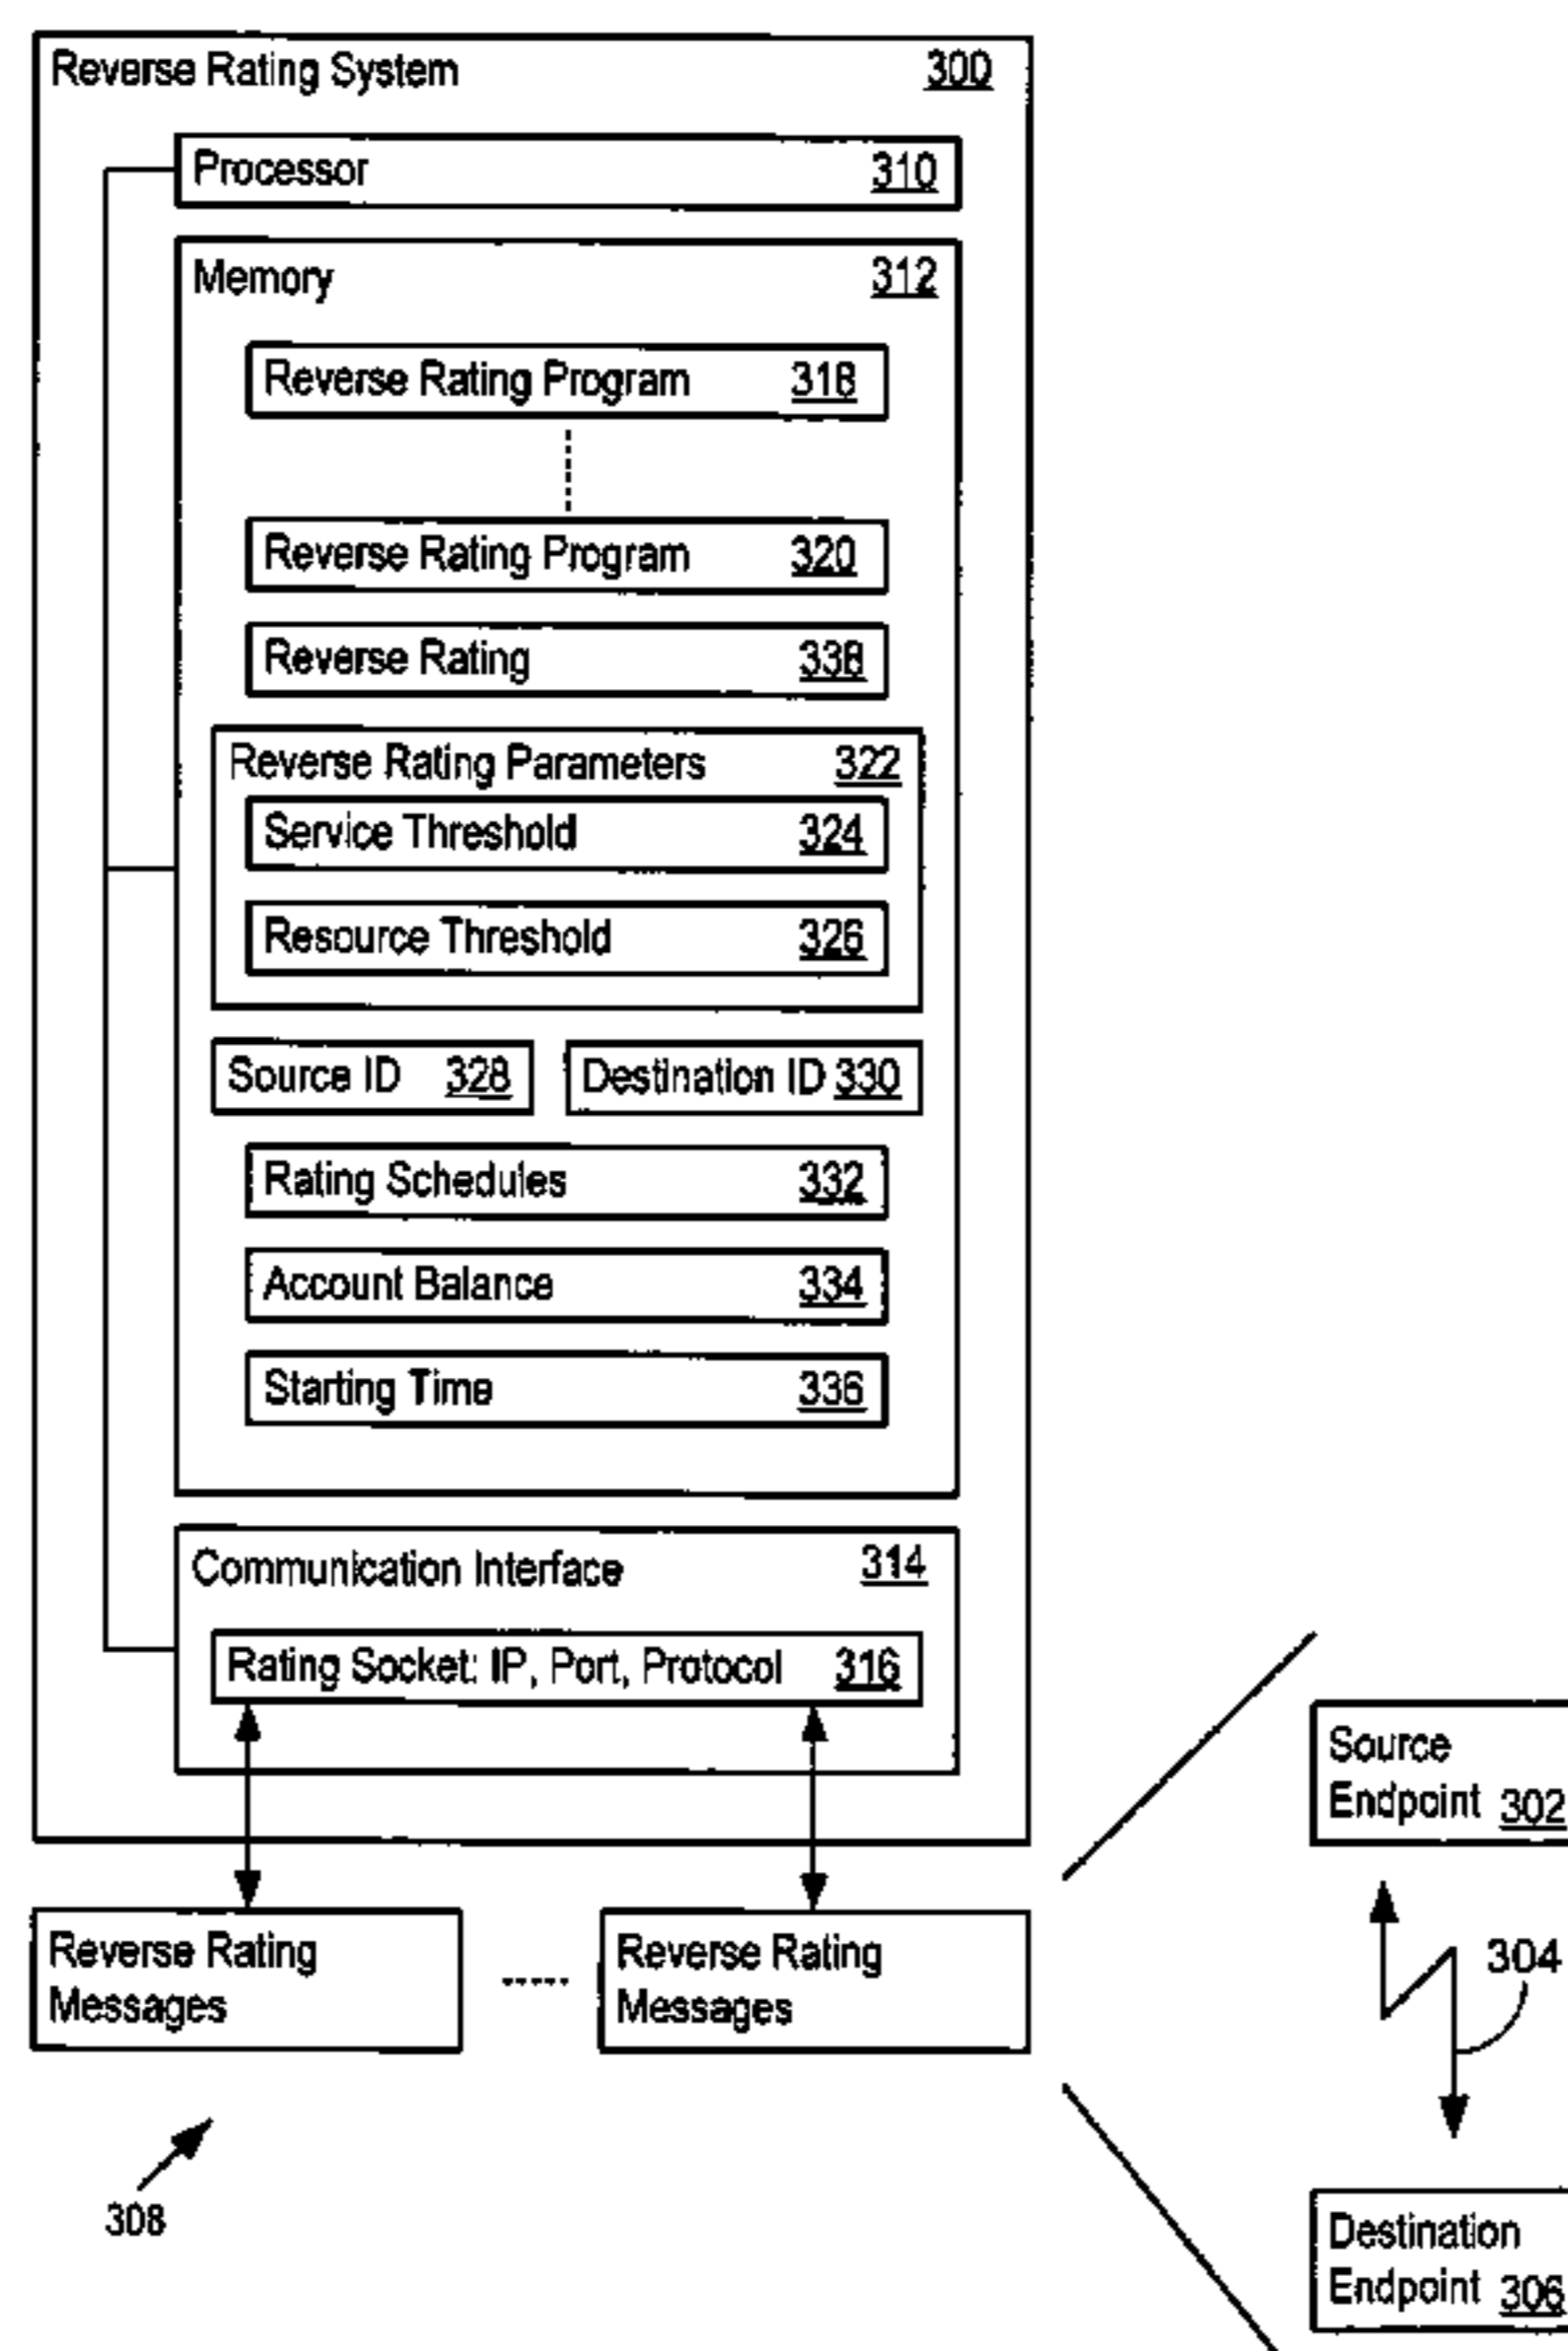 Reverse Rating System 300
Processor 310
Memory 312
Reverse Rating Program 318
Reverse Rating Program 320
Reverse Rating 338
Reverse Rating Parameters 322
Service Threshold 324
Resource Threshold 326
Source ID 328 Destination ID 330
Rating Schedules 332
Account Balance 334
Starting Time 336
Communication Interface 314
Rating Socket: IP, Port, Protocol 316
Reverse Rating
Messages
Reverse Rating
Messages
308
Source
Endpoint 302
304
Destination
Endpoint 306